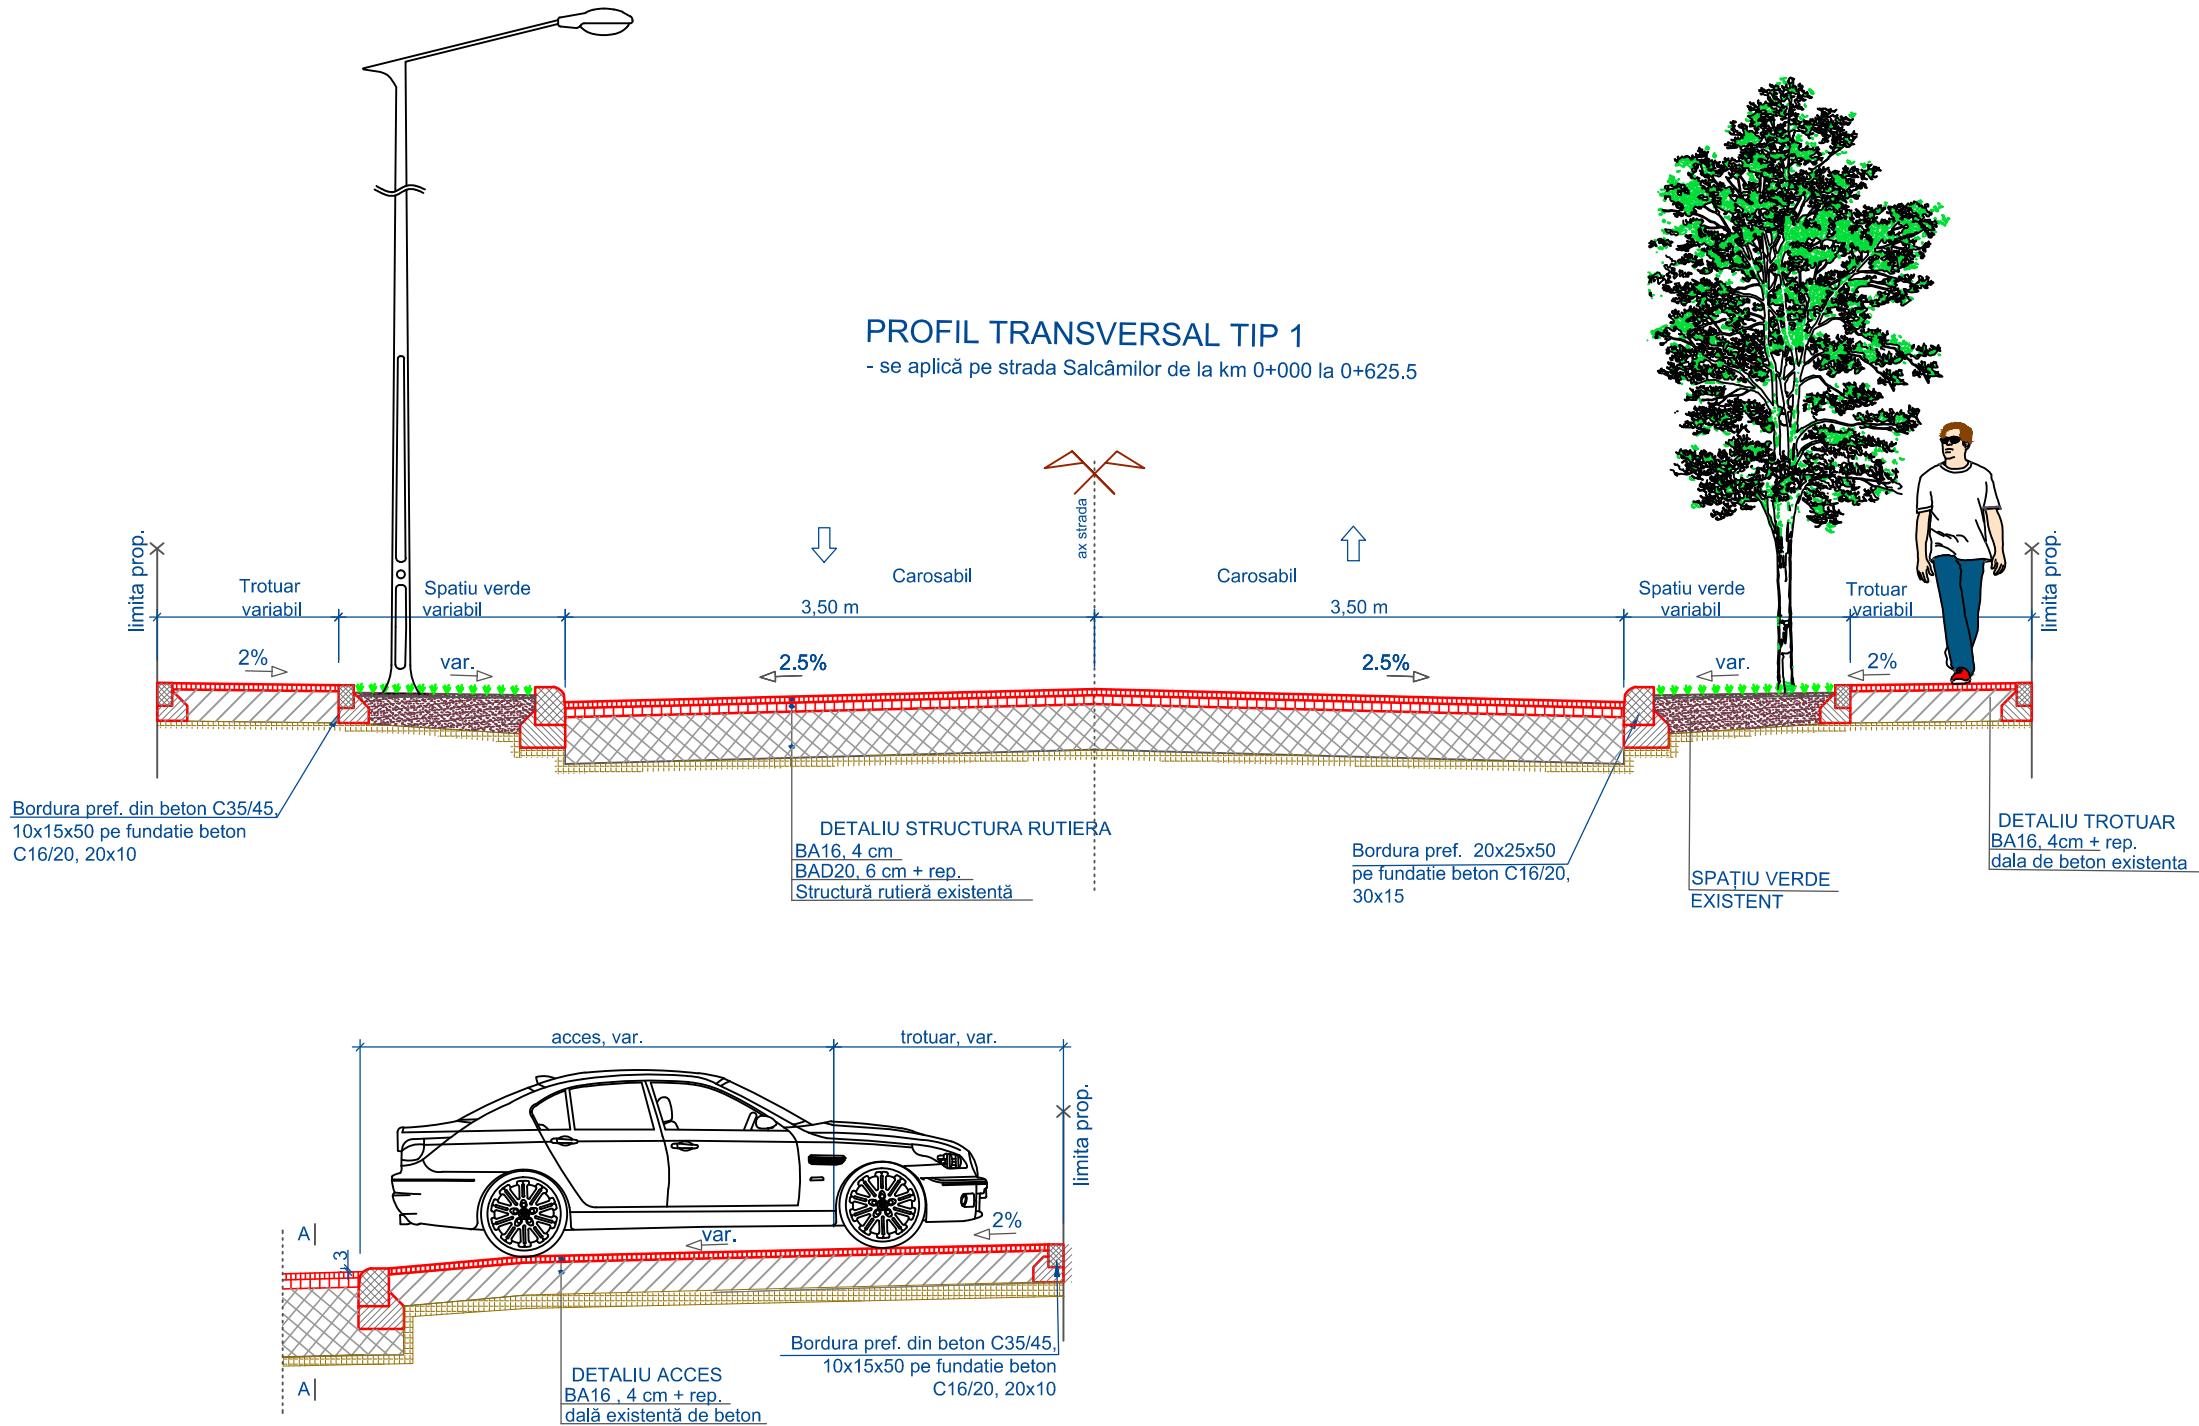 PROFIL TRANSVERSAL TIP 1
- se aplică pe strada Salcâmilor de la km 0+000 la 0+625.5
ax strada
limita prop.
Trotuar
variabil
Spatiu verde
variabil
Carosabil
3,50 m
Carosabil
3,50 m
Spatiu verde
variabil
Trotuar
variabil
limita prop.
2%
var.
2.5%
2.5%
var.
2%
Bordura pref. din beton C35/45,
10x15x50 pe fundatie beton
C16/20, 20x10
DETALIU STRUCTURA RUTIERA
BA16, 4 cm
BAD20, 6 cm + rep.
Structură rutieră existentă
Bordura pref. 20x25x50
pe fundatie beton C16/20,
30x15
SPAȚIU VERDE
EXISTENT
DETALIU TROTUAR
BA16, 4cm + rep.
dala de beton existenta
acces, var.
trotuar, var.
limita prop.
A
3
var.
2%
A
DETALIU ACCES
BA16 , 4 cm + rep.
dală existentă de beton
Bordura pref. din beton C35/45,
10x15x50 pe fundatie beton
C16/20, 20x10